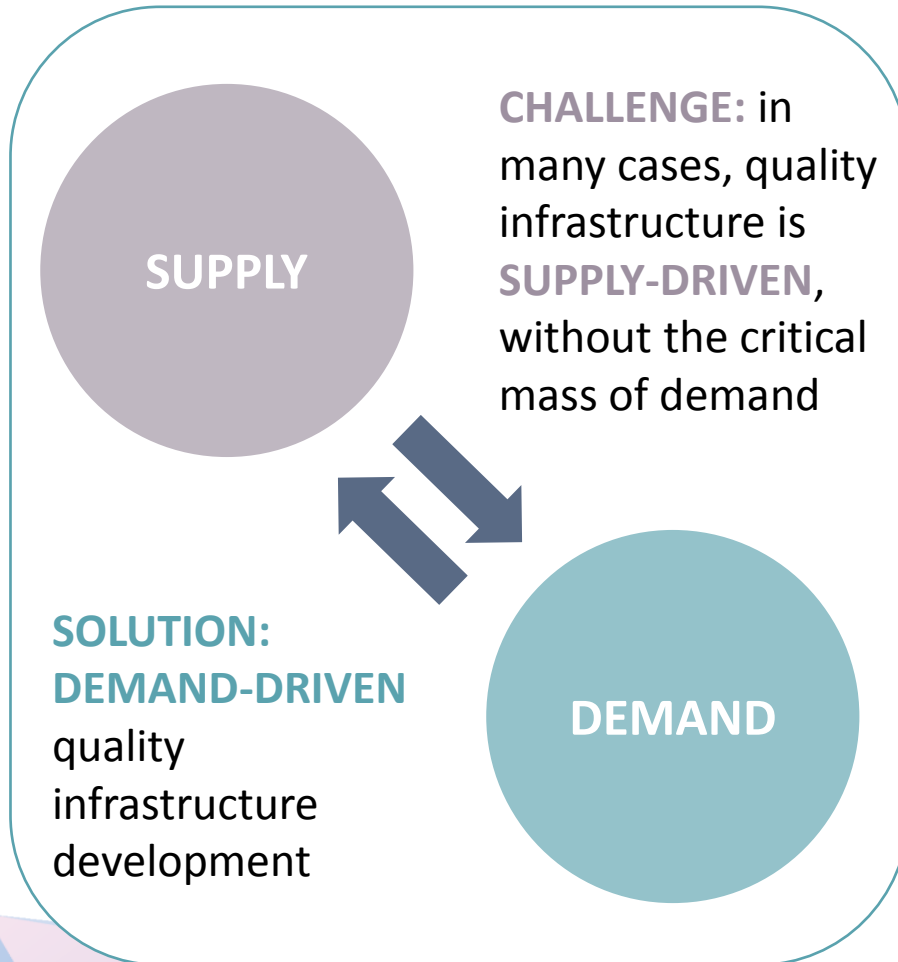 SUPPLY
CHALLENGE: in
many cases, quality
infrastructure is
SUPPLY-DRIVEN,
without the critical
mass of demand
SOLUTION:
DEMAND-DRIVEN
quality
infrastructure
development
DEMAND